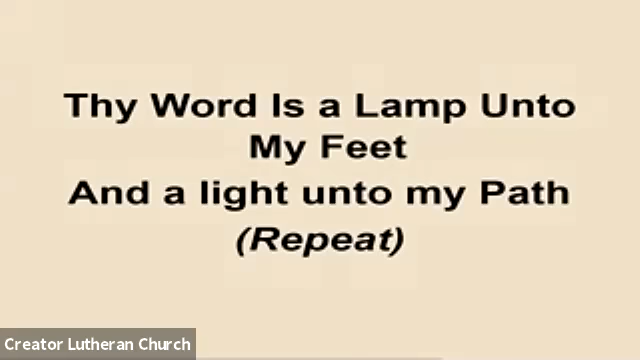 Thy Word Is a Lamp Unto
My Feet
And a light unto my Path
(Repeat)
Creator Lutheran Church